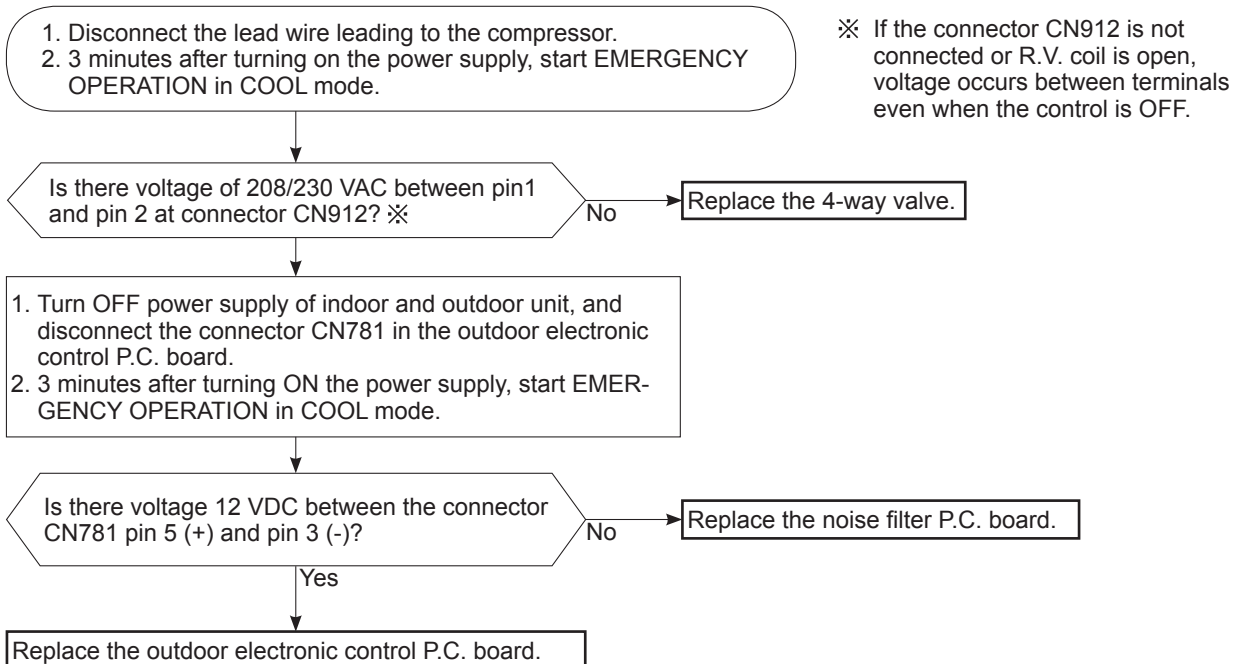 1. Disconnect the lead wire leading to the compressor.
2. 3 minutes after turning on the power supply, start EMERGENCY
OPERATION in COOL mode.
※ If the connector CN912 is not
connected or R.V. coil is open,
voltage occurs between terminals
even when the control is OFF.
Is there voltage of 208/230 VAC between pin1
and pin 2 at connector CN912? ※
No
Replace the 4-way valve.
1. Turn OFF power supply of indoor and outdoor unit, and
disconnect the connector CN781 in the outdoor electronic
control P.C. board.
2. 3 minutes after turning ON the power supply, start EMER-
GENCY OPERATION in COOL mode.
Is there voltage 12 VDC between the connector
CN781 pin 5 (+) and pin 3 (-)?
No
Replace the noise filter P.C. board.
Yes
Replace the outdoor electronic control P.C. board.